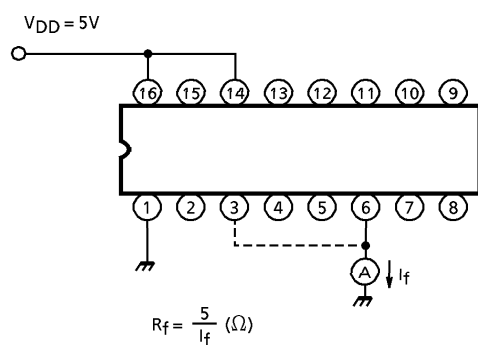 VDD = 5V
16 15 14 13 12 11 10 9
1 2 3 4 5 6 7 8
A If
Rf = 5/If (Ω)